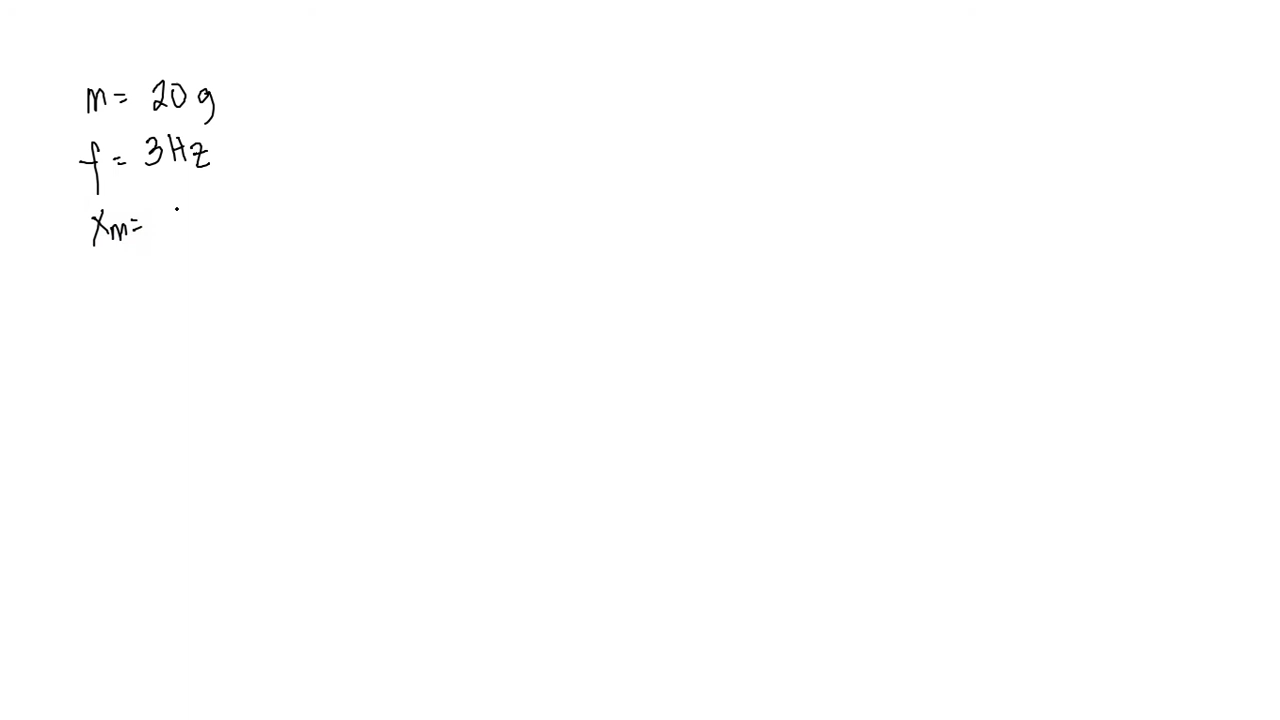 m = 20 g
f = 3 Hz
xm =